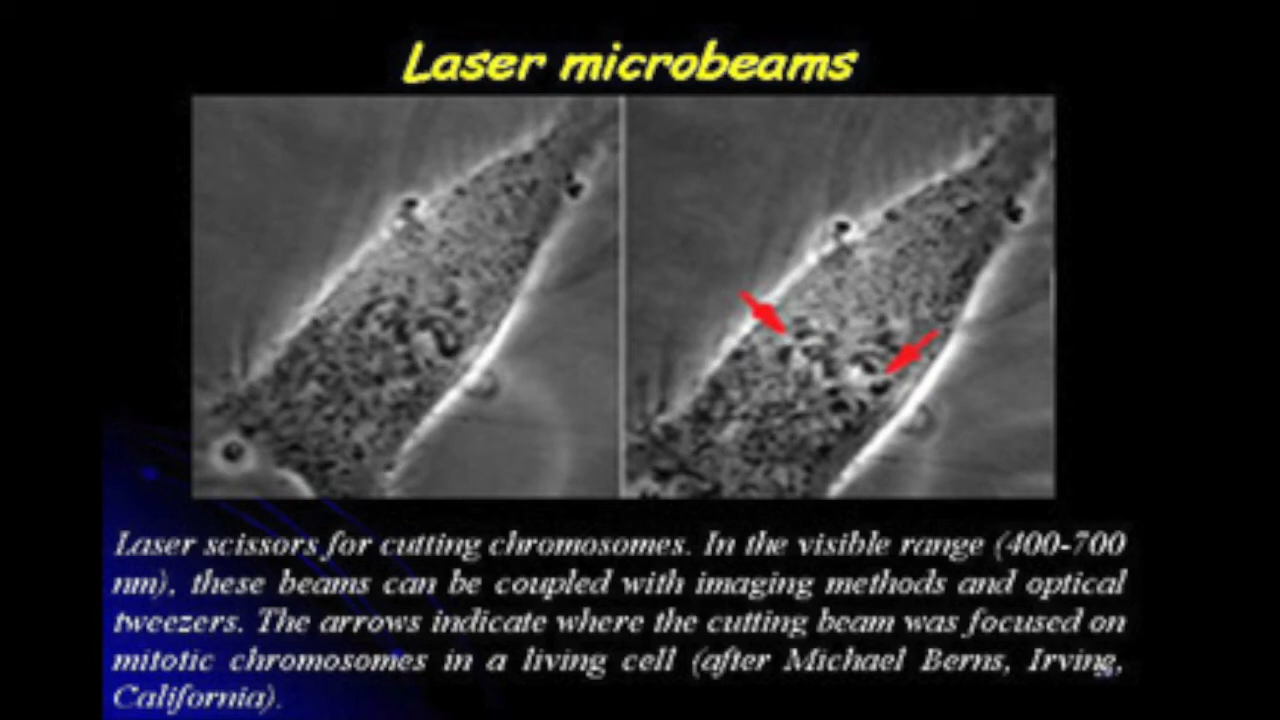 Laser microbeams
Laser scissors for cutting chromosomes. In the visible range (400-700
nm), these beams can be coupled with imaging methods and optical
tweezers. The arrows indicate where the cutting beam was focused on
mitotic chromosomes in a living cell (after Michael Berns, Irving,
California).